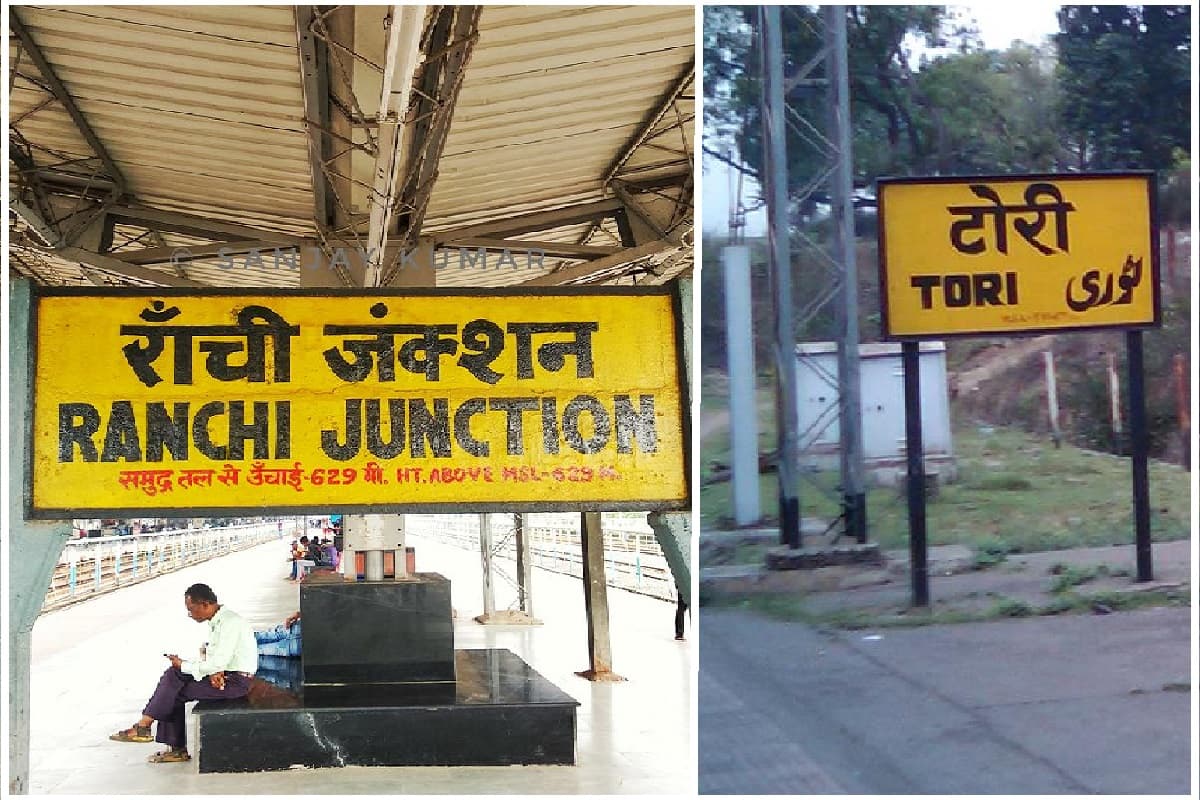 © SANJAY KUMAR
राँची जंक्शन
RANCHI JUNCTION
समुद्र तल से उँचाई-629 मी. HT. ABOVE MSL-629 M.
टोरी
TORI ٹوری